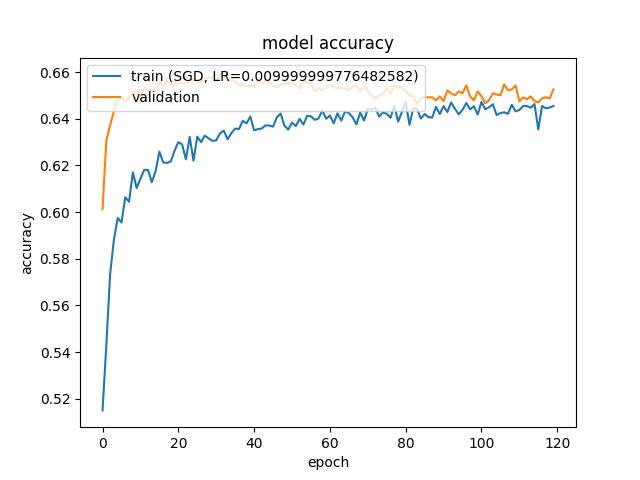 model accuracy
train (SGD, LR=0.009999999776482582)
validation
accuracy
0.66
0.64
0.62
0.60
0.58
0.56
0.54
0.52
0 20 40 60 80 100 120
epoch